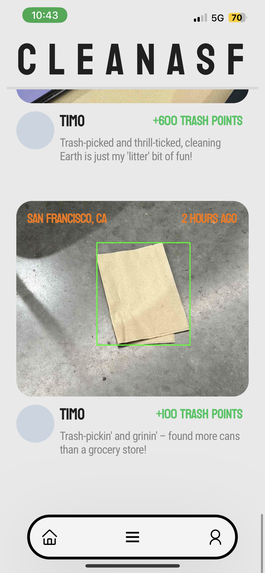 10:43
5G 70
CLEANASF
TIMO +600 TRASH POINTS
Trash-picked and thrill-ticked, cleaning
Earth is just my 'litter' bit of fun!
SAN FRANCISCO, CA 2 HOURS AGO
TIMO +100 TRASH POINTS
Trash-pickin' and grinin' – found more cans
than a grocery store!